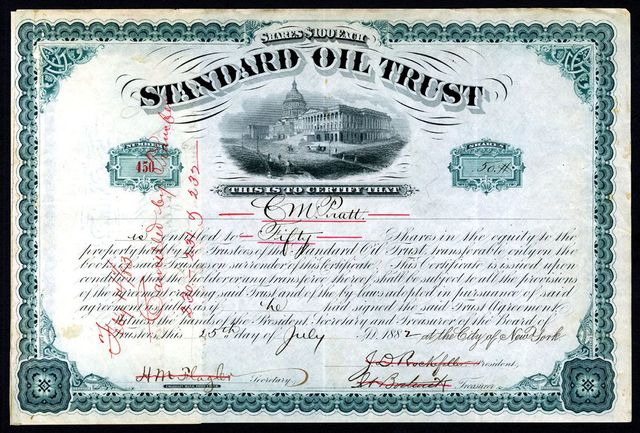 SHARES $100 EACH
STANDARD OIL TRUST
NUMBER
450
SHARES
50
THIS IS TO CERTIFY THAT
C M Pratt
is entitled to Fifty Shares in the equity to the
property held by the Trustees of the Standard Oil Trust, transferable only on the
books of said Trustees on surrender of this Certificate. This Certificate is issued upon
condition that the holder or any transferee thereof shall be subject to all the provisions
of the agreement creating said Trust and of the by laws adopted in pursuance of said
agreement as fully as if he had signed the said Trust Agreement.
Witness the hands of the President, Secretary and Treasurer of the Board of
Trustees, this 25th day of July A.D. 1882 at the City of New York
J.D. Rockefeller President,
H M Flagler Secretary Treasurer
Cancelled by